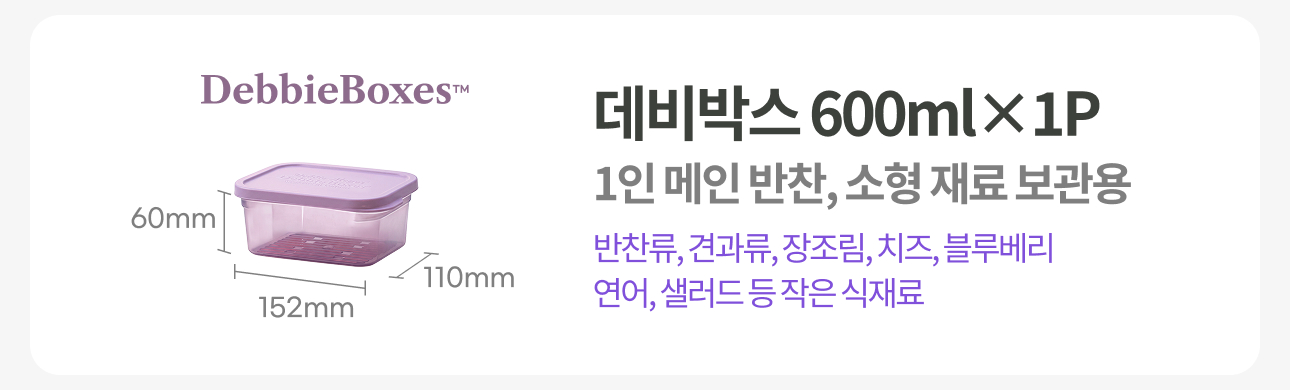 DebbieBoxes™
60mm
152mm
110mm
데비박스 600ml×1P
1인 메인 반찬, 소형 재료 보관용
반찬류, 견과류, 장조림, 치즈, 블루베리
연어, 샐러드 등 작은 식재료